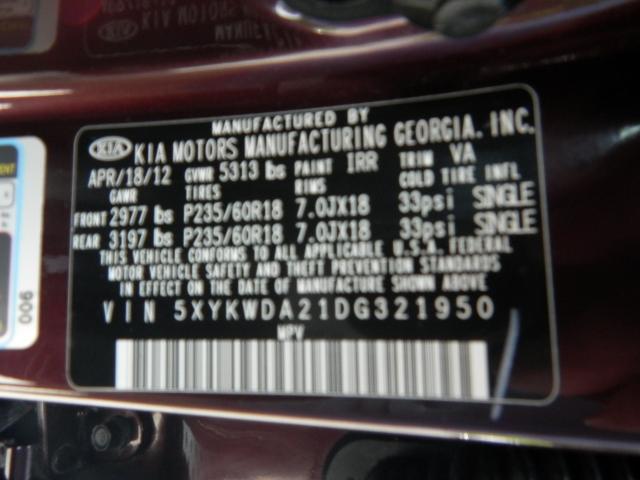 MANUFACTURED BY
KIA KIA MOTORS MANUFACTURING GEORGIA, INC.
APR/18/12 GVWR 5313 lbs PAINT IRR TRIM VA
GAWR TIRES RIMS COLD TIRE INFL
FRONT 2977 lbs P235/60R18 7.0JX18 33psi SINGLE
REAR 3197 lbs P235/60R18 7.0JX18 33psi SINGLE
THIS VEHICLE CONFORMS TO ALL APPLICABLE U.S.A. FEDERAL
MOTOR VEHICLE SAFETY AND THEFT PREVENTION STANDARDS
IN EFFECT ON THE DATE OF MANUFACTURE SHOWN ABOVE
VIN 5XYKWDA21DG321950
MPV
006